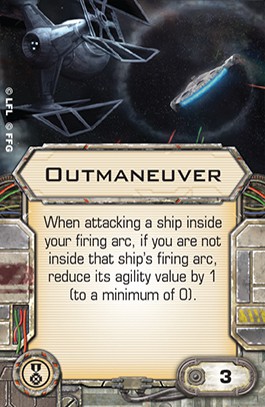 © LFL © FFG
OUTMANEUVER
When attacking a ship inside
your firing arc, if you are not
inside that ship's firing arc,
reduce its agility value by 1
(to a minimum of 0).
3